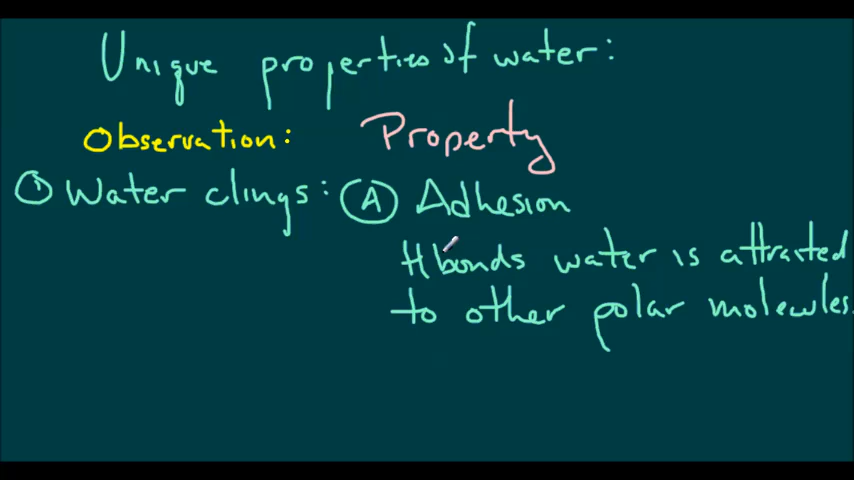 Unique properties of water:
Observation: Property
① Water clings: Ⓐ Adhesion
H bonds water is attracted
to other polar molecules.